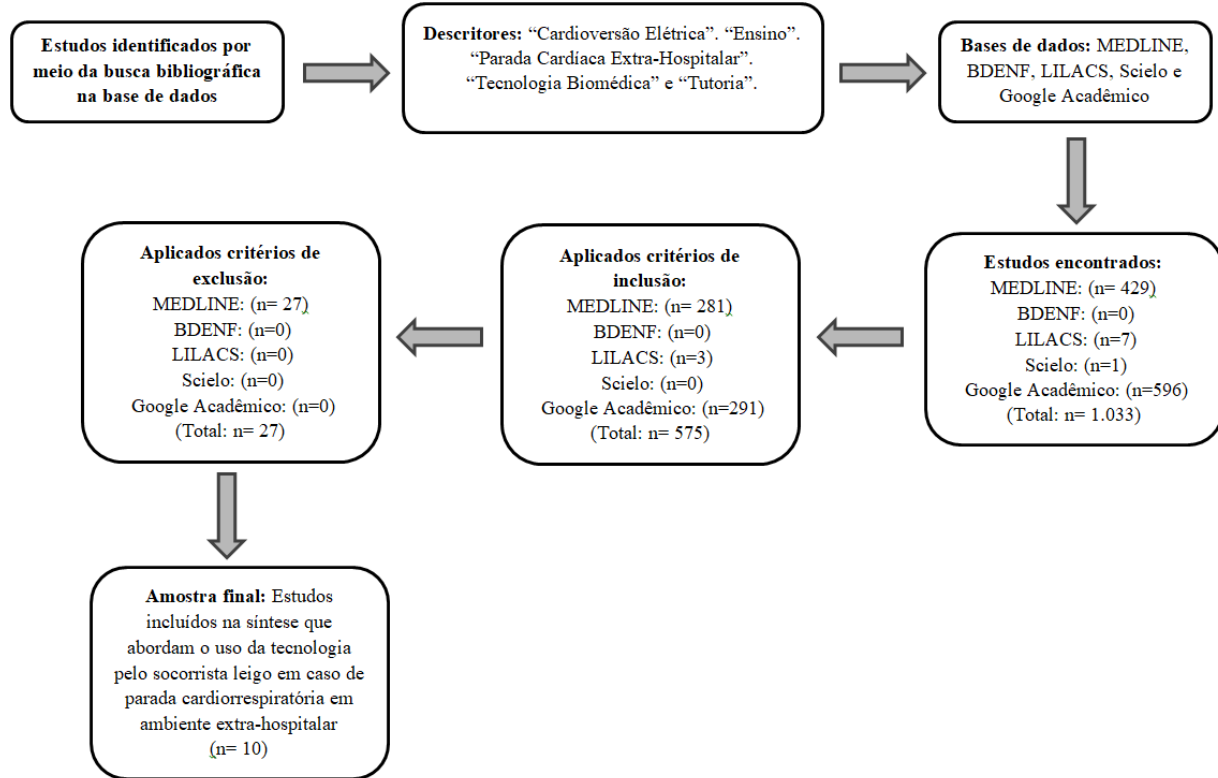 Estudos identificados por
meio da busca bibliográfica
na base de dados
Descritores: “Cardioversão Elétrica”. “Ensino”.
“Parada Cardíaca Extra-Hospitalar”.
“Tecnologia Biomédica” e “Tutoria”.
Bases de dados: MEDLINE,
BDENF, LILACS, Scielo e
Google Acadêmico
Estudos encontrados:
MEDLINE: (n= 429)
BDENF: (n=0)
LILACS: (n=7)
Scielo: (n=1)
Google Acadêmico: (n=596)
(Total: n= 1.033)
Aplicados critérios de
inclusão:
MEDLINE: (n= 281)
BDENF: (n=0)
LILACS: (n=3)
Scielo: (n=0)
Google Acadêmico: (n=291)
(Total: n= 575)
Aplicados critérios de
exclusão:
MEDLINE: (n= 27)
BDENF: (n=0)
LILACS: (n=0)
Scielo: (n=0)
Google Acadêmico: (n=0)
(Total: n= 27)
Amostra final: Estudos
incluídos na síntese que
abordam o uso da tecnologia
pelo socorrista leigo em caso de
parada cardiorrespiratória em
ambiente extra-hospitalar
(n= 10)